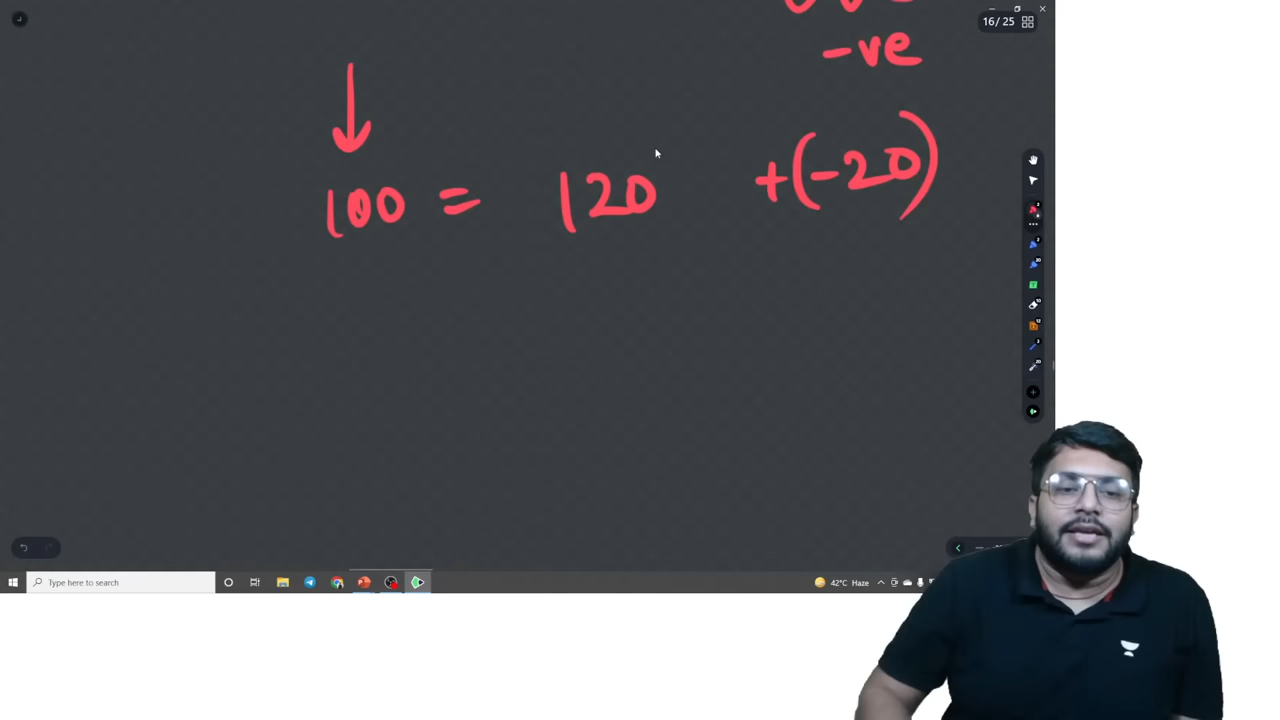 16/25
-ve
100 = 120 +(-20)
Type here to search
42°C Haze